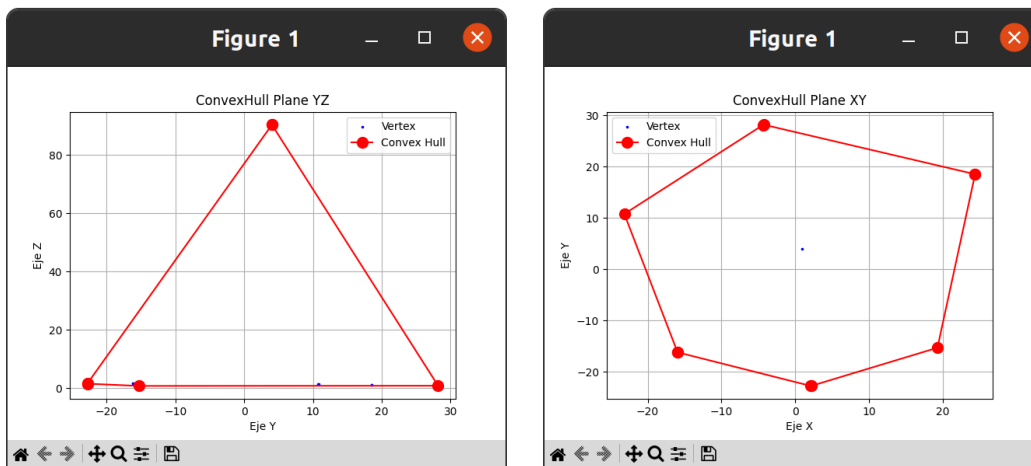 Figure 1
ConvexHull Plane YZ
Vertex
Convex Hull
80
60
40
20
0
Eje Z
−20
−10
0
10
20
30
Eje Y
Figure 1
ConvexHull Plane XY
Vertex
Convex Hull
30
20
10
0
−10
−20
Eje Y
−20
−10
0
10
20
Eje X